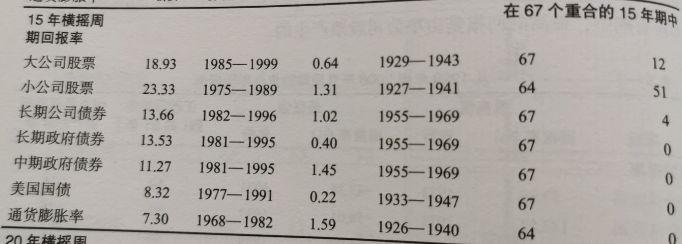 在 67 个重合的 15 年期中
15 年横摇周
期回报率
大公司股票 18.93 1985—1999 0.64 1929—1943 67 12
小公司股票 23.33 1975—1989 1.31 1927—1941 64 51
长期公司债券 13.66 1982—1996 1.02 1955—1969 67 4
长期政府债券 13.53 1981—1995 0.40 1955—1969 67 0
中期政府债券 11.27 1981—1995 1.45 1955—1969 67 0
美国国债 8.32 1977—1991 0.22 1933—1947 67 0
通货膨胀率 7.30 1968—1982 1.59 1926—1940 64 0
20 年横摇周